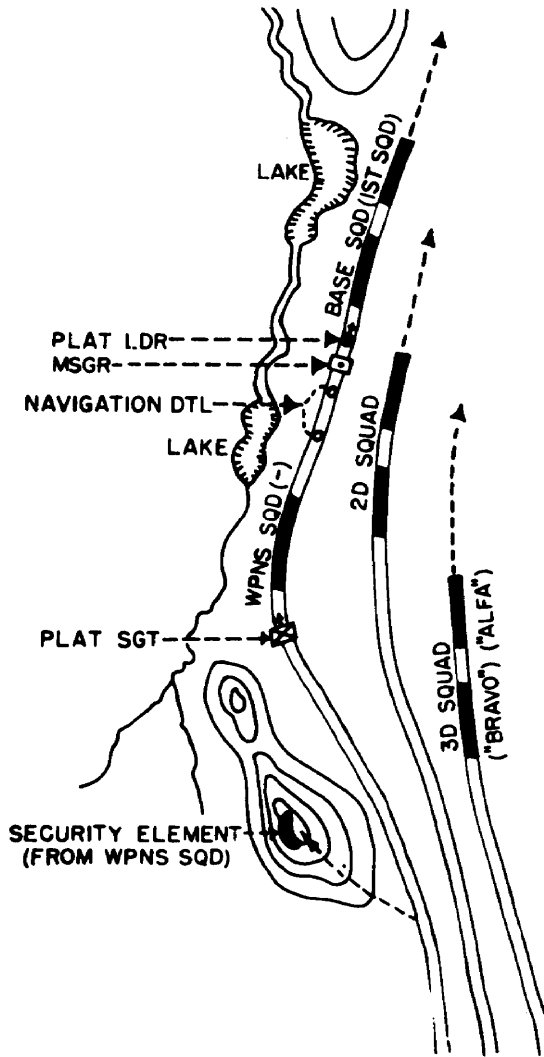 LAKE
BASE SQD (1ST SQD)
PLAT LDR
MSGR
NAVIGATION DTL
LAKE
2D SQUAD
WPNS SQD (-)
PLAT SGT
3D SQUAD
("BRAVO") ("ALFA")
SECURITY ELEMENT
(FROM WPNS SQD)